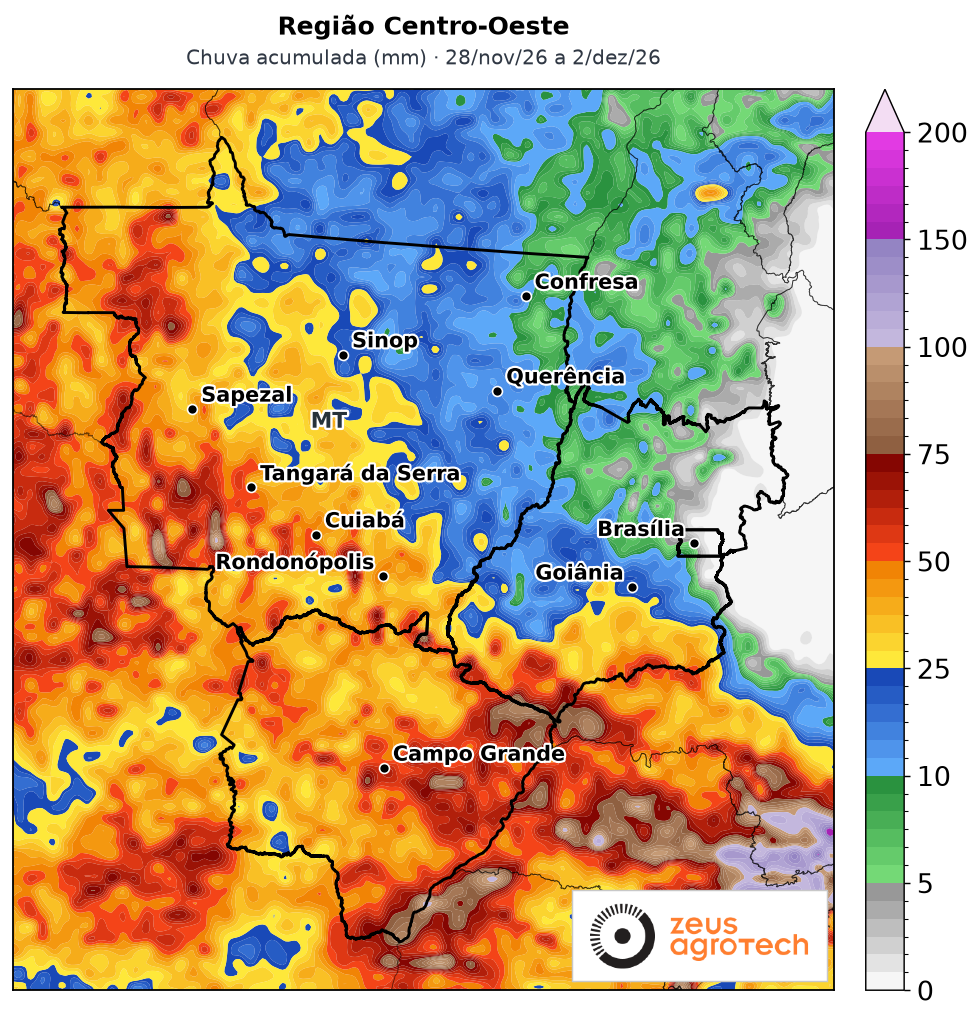 Região Centro-Oeste
Chuva acumulada (mm) · 28/nov/26 a 2/dez/26
200
150
100
75
50
25
10
5
0
Confresa
Sinop
Querência
Sapezal
MT
Tangará da Serra
Cuiabá
Brasília
Rondonópolis
Goiânia
Campo Grande
zeus
agrotech